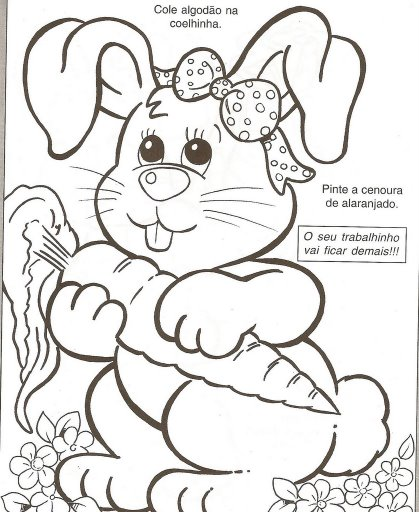 Cole algodão na
coelhinha.
Pinte a cenoura
de alaranjado.
O seu trabalhinho
vai ficar demais!!!